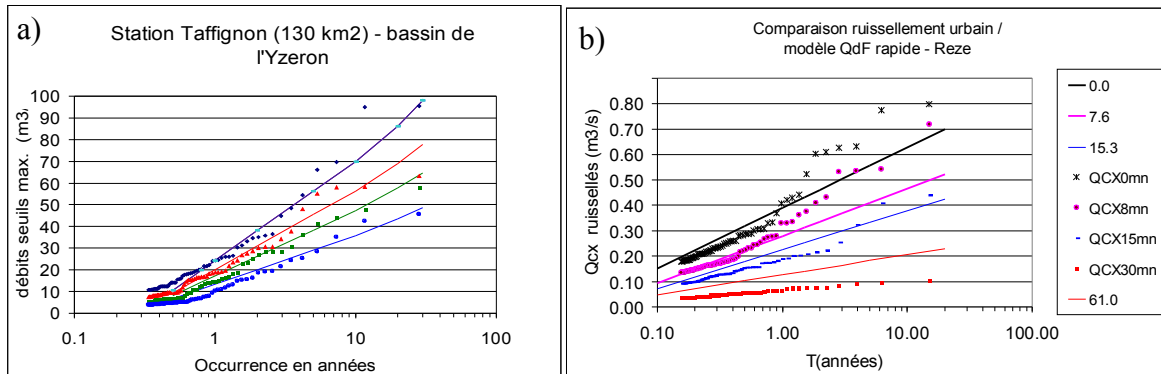 a)
Station Taffignon (130 km2) - bassin de
l'Yzeron
débits seuils max. (m3/
100
90
80
70
60
50
40
30
20
10
0
0.1
1
10
100
Occurrence en années
b)
Comparaison ruissellement urbain /
modèle QdF rapide - Reze
Qcx ruisselés (m3/s)
0.80
0.70
0.60
0.50
0.40
0.30
0.20
0.10
0.00
0.10
1.00
10.00
100.00
T(années)
0.0
7.6
15.3
QCX0mn
QCX8mn
QCX15mn
QCX30mn
61.0